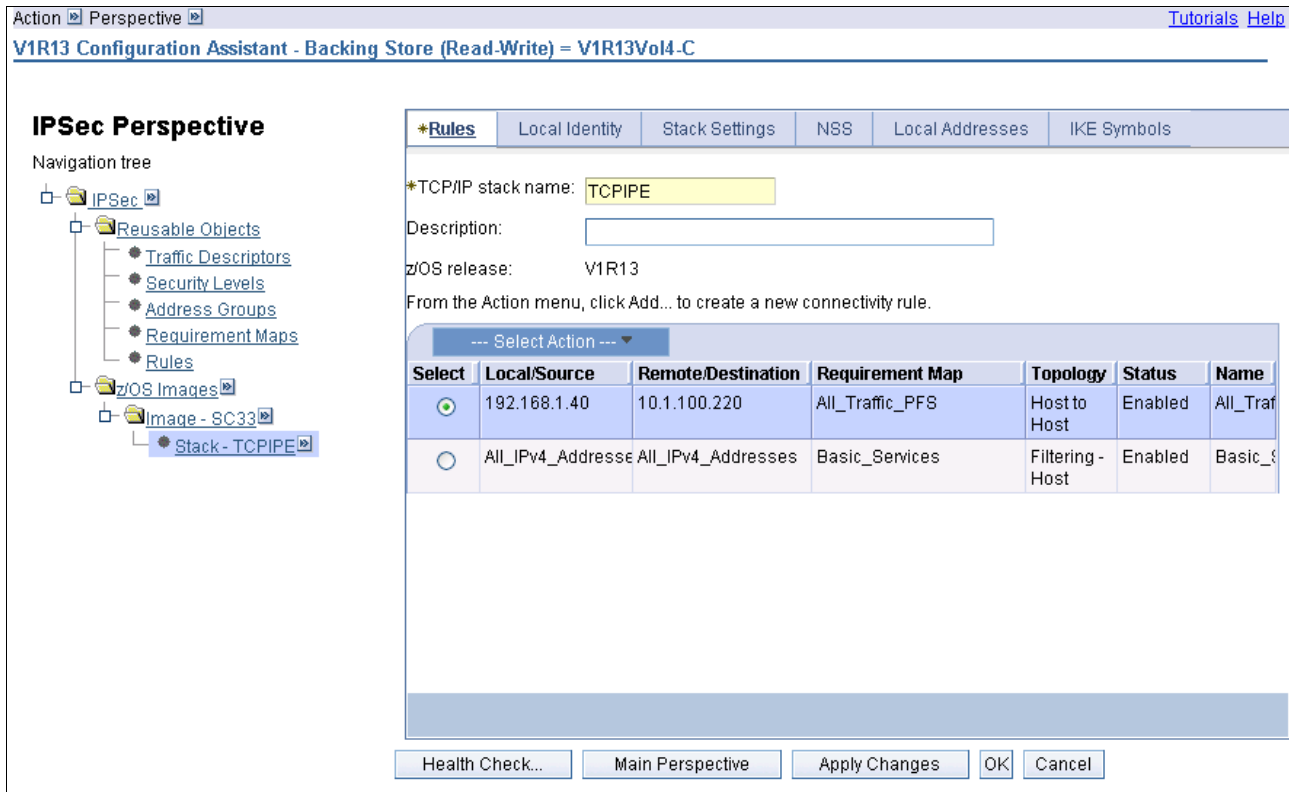 Action Perspective Tutorials Help
V1R13 Configuration Assistant - Backing Store (Read-Write) = V1R13Vol4-C
IPSec Perspective
Navigation tree
IPSec
Reusable Objects
Traffic Descriptors
Security Levels
Address Groups
Requirement Maps
Rules
z/OS Images
Image - SC33
Stack - TCPIPE
*Rules Local Identity Stack Settings NSS Local Addresses IKE Symbols
*TCP/IP stack name: TCPIPE
Description:
z/OS release: V1R13
From the Action menu, click Add... to create a new connectivity rule.
--- Select Action ---
Select Local/Source Remote/Destination Requirement Map Topology Status Name
192.168.1.40 10.1.100.220 All_Traffic_PFS Host to Enabled All_Traf
Host
All_IPv4_Addresse All_IPv4_Addresses Basic_Services Filtering - Enabled Basic_S
Host
Health Check... Main Perspective Apply Changes OK Cancel